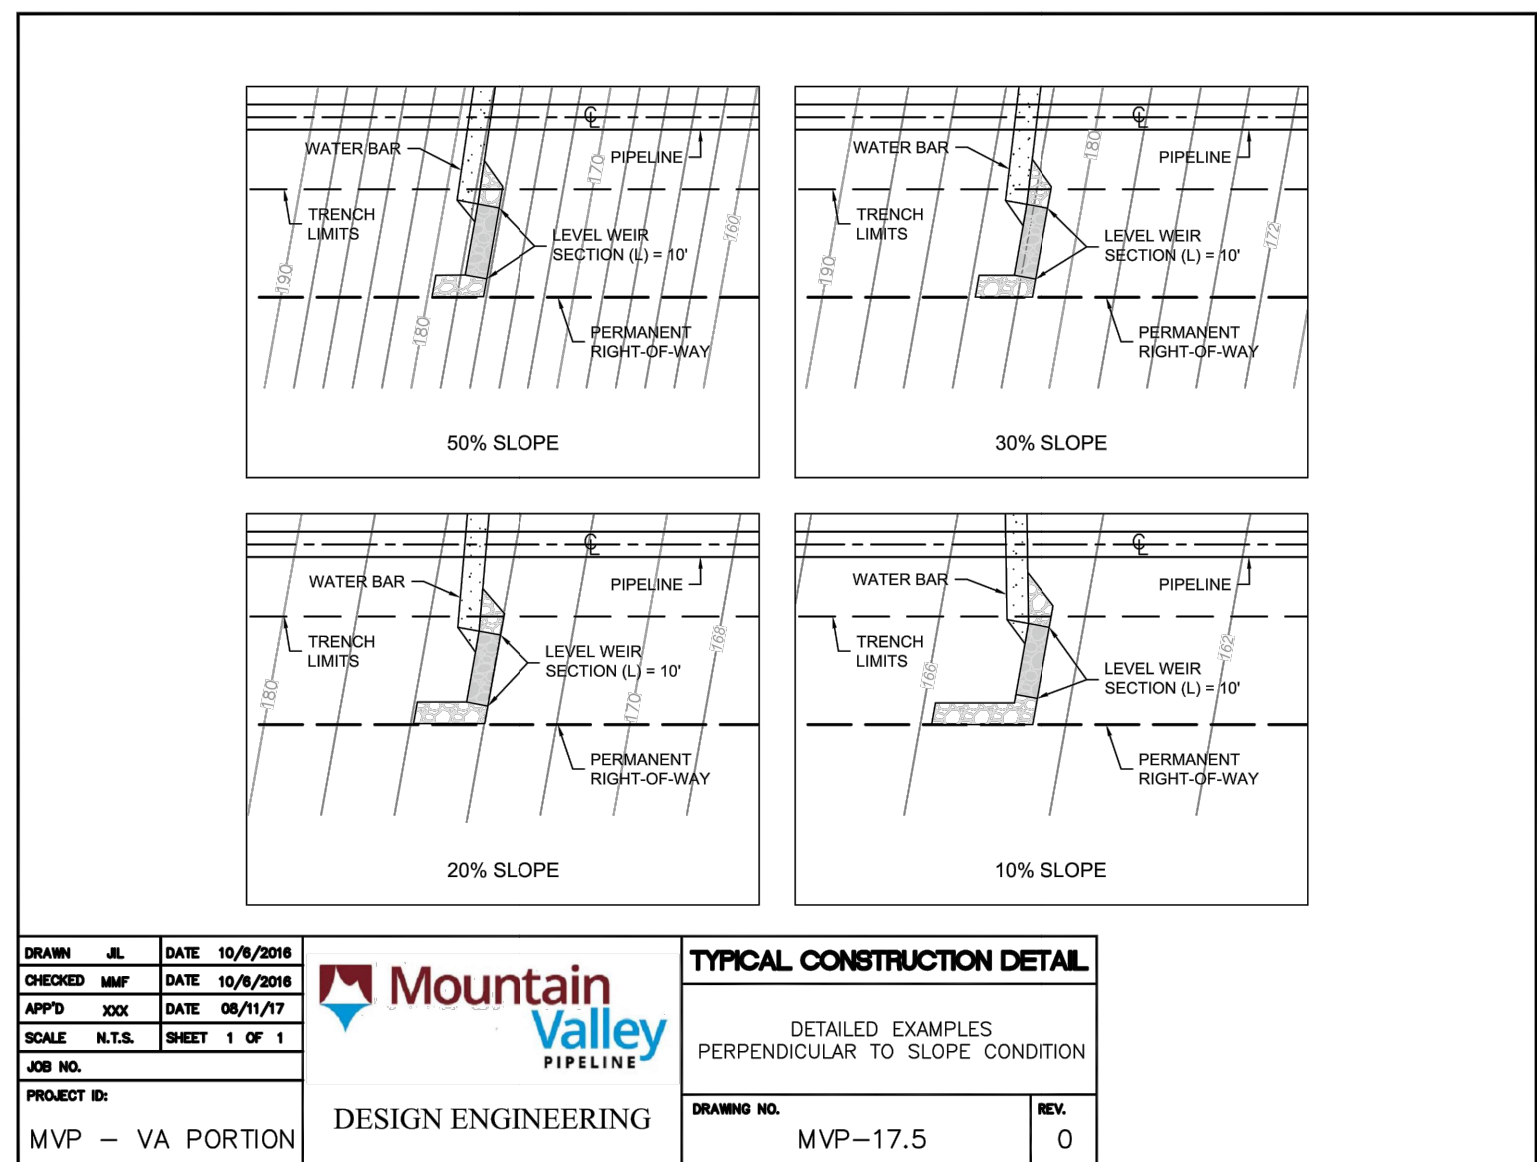 WATER BAR
℄
170
PIPELINE
TRENCH
LIMITS
LEVEL WEIR
SECTION (L) = 10'
160
190
180
PERMANENT
RIGHT-OF-WAY
50% SLOPE
WATER BAR
℄
180
PIPELINE
TRENCH
LIMITS
LEVEL WEIR
SECTION (L) = 10'
172
190
PERMANENT
RIGHT-OF-WAY
30% SLOPE
WATER BAR
℄
PIPELINE
TRENCH
LIMITS
LEVEL WEIR
SECTION (L) = 10'
168
180
170
PERMANENT
RIGHT-OF-WAY
20% SLOPE
WATER BAR
℄
PIPELINE
TRENCH
LIMITS
LEVEL WEIR
SECTION (L) = 10'
162
166
PERMANENT
RIGHT-OF-WAY
10% SLOPE
DRAWN JIL DATE 10/6/2016
CHECKED MMF DATE 10/6/2016
APP'D XXX DATE 08/11/17
SCALE N.T.S. SHEET 1 OF 1
JOB NO.
PROJECT ID:
MVP - VA PORTION
Mountain
Valley
PIPELINE
DESIGN ENGINEERING
TYPICAL CONSTRUCTION DETAIL
DETAILED EXAMPLES
PERPENDICULAR TO SLOPE CONDITION
DRAWING NO.
MVP-17.5
REV.
0